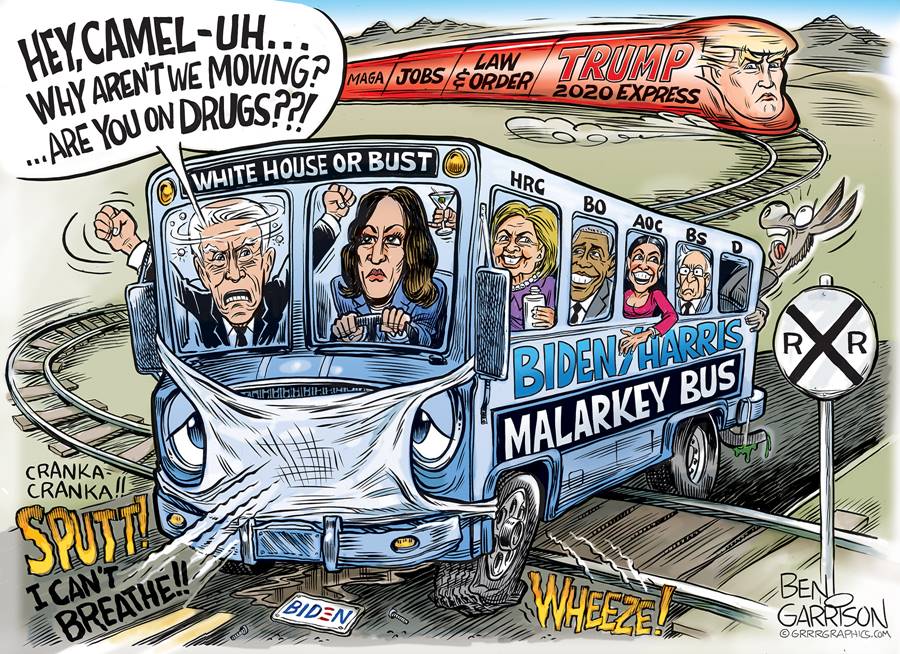 HEY, CAMEL-UH...
WHY AREN'T WE MOVING?
...ARE YOU ON DRUGS??!
MAGA
JOBS
LAW
& ORDER
TRUMP
2020 EXPRESS
WHITE HOUSE OR BUST
HRC
BO
AOC
BS
D
BIDEN/HARRIS
MALARKEY BUS
R R
CRANKA-
CRANKA!!
SPUTT!
I CAN'T
BREATHE!!
BIDEN
WHEEZE!
BEN
GARRISON
© GRRRGRAPHICS.COM